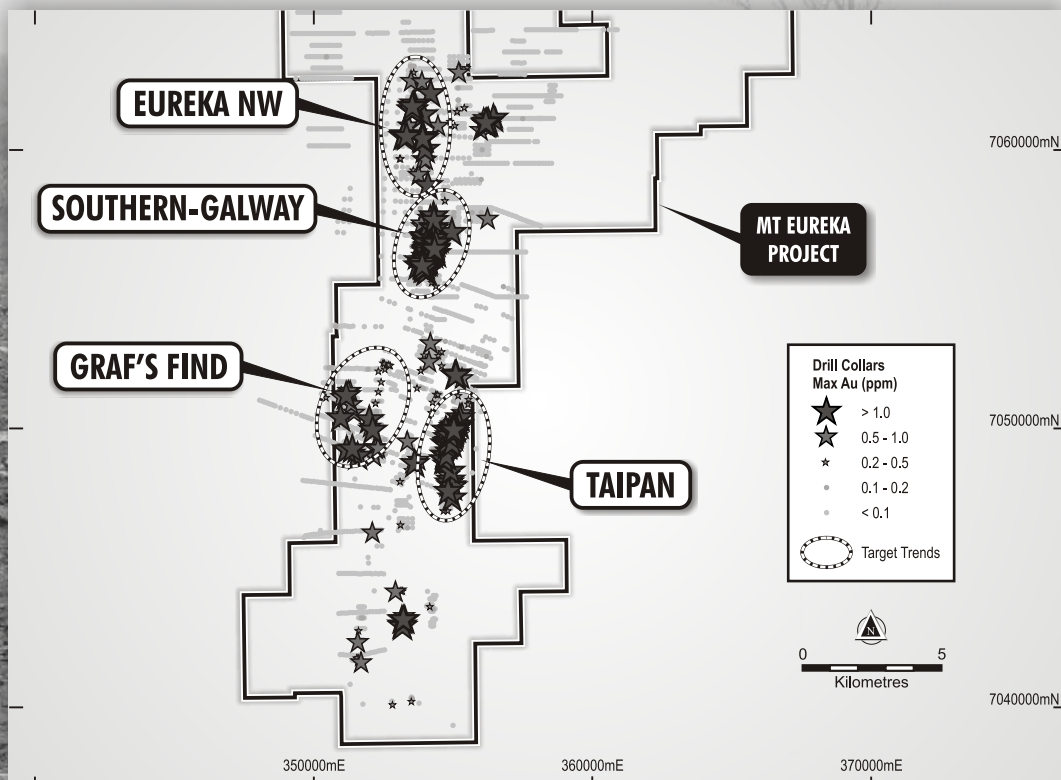 EUREKA NW
7060000mN
SOUTHERN-GALWAY
MT EUREKA
PROJECT
GRAF'S FIND
Drill Collars
Max Au (ppm)
> 1.0
0.5 - 1.0
0.2 - 0.5
0.1 - 0.2
< 0.1
Target Trends
7050000mN
TAIPAN
N
0 5
Kilometres
7040000mN
350000mE 360000mE 370000mE